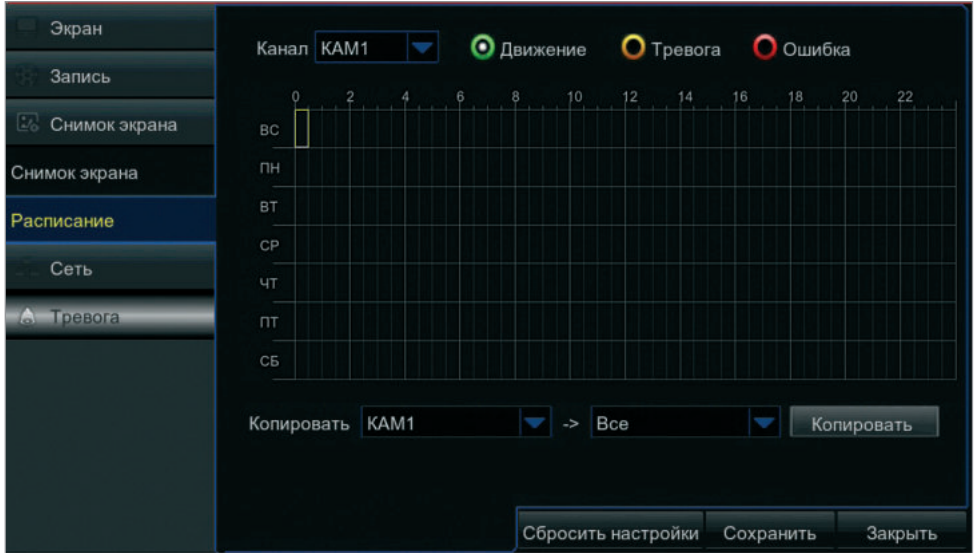 Экран
Запись
Снимок экрана
Снимок экрана
Расписание
Сеть
Тревога
Канал КАМ1 Движение Тревога Ошибка
0 2 4 6 8 10 12 14 16 18 20 22
ВС
ПН
ВТ
СР
ЧТ
ПТ
СБ
Копировать КАМ1 -> Все Копировать
Сбросить настройки Сохранить Закрыть